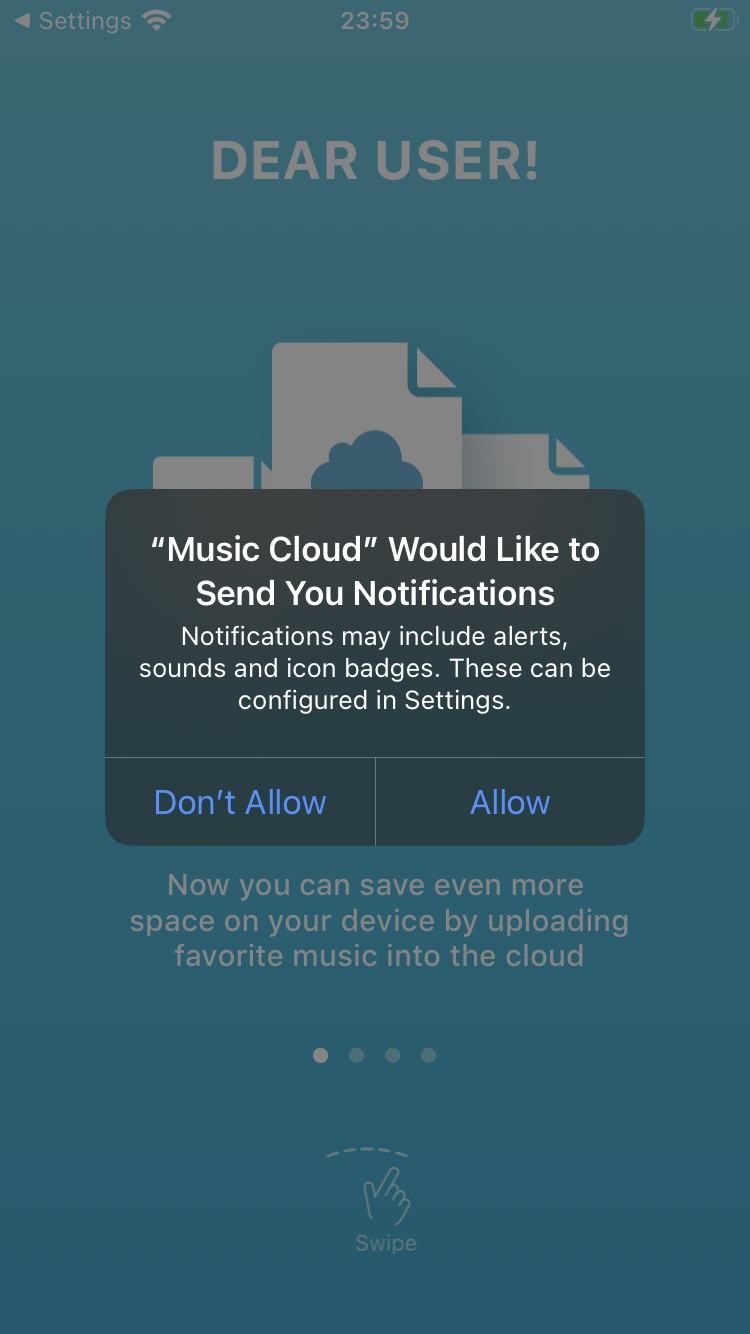 Settings
23:59
DEAR USER!
“Music Cloud” Would Like to
Send You Notifications
Notifications may include alerts,
sounds and icon badges. These can be
configured in Settings.
Don’t Allow
Allow
Now you can save even more
space on your device by uploading
favorite music into the cloud
Swipe